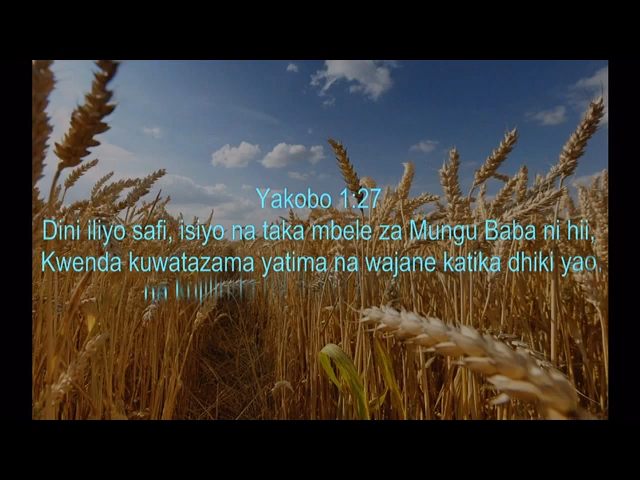 Yakobo 1:27
Dini iliyo safi, isiyo na taka mbele za Mungu Baba ni hii,
Kwenda kuwatazama yatima na wajane katika dhiki yao,
na